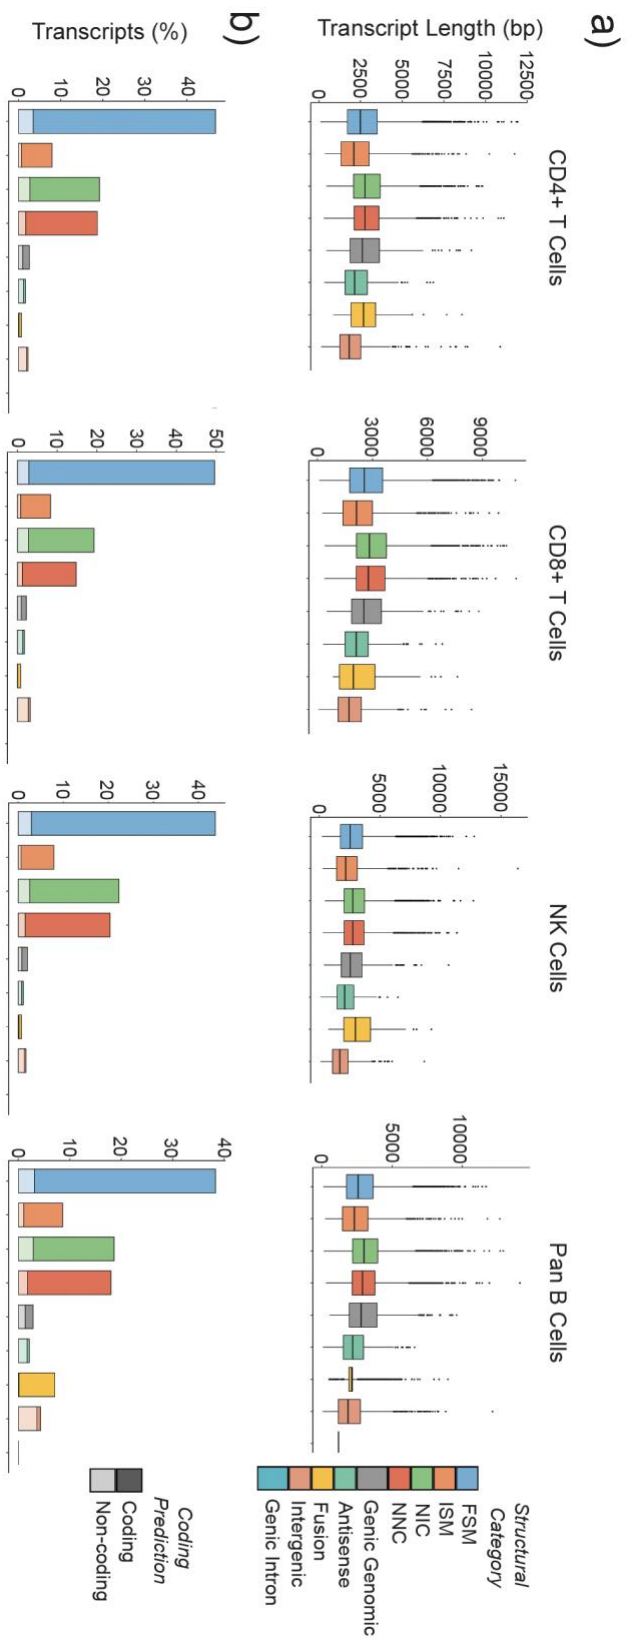 a)
CD4+ T Cells
CD8+ T Cells
NK Cells
Pan B Cells
Transcript Length (bp)
12500
10000
7500
5000
2500
0
9000
6000
3000
0
15000
10000
5000
0
10000
5000
0
Structural
Category
FSM
ISM
NIC
NNC
Genic Genomic
Antisense
Fusion
Intergenic
Genic Intron
b)
Transcripts (%)
40
30
20
10
0
50
40
30
20
10
0
40
30
20
10
0
40
30
20
10
0
Coding
Prediction
Coding
Non-coding